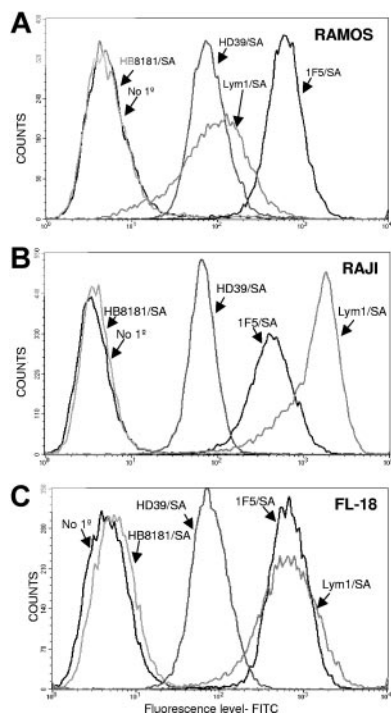 A
RAMOS
HB8181/SA
No 1º
HD39/SA
Lym1/SA
1F5/SA
COUNTS
B
RAJI
HB8181/SA
No 1º
HD39/SA
1F5/SA
Lym1/SA
COUNTS
C
FL-18
No 1º
HB8181/SA
HD39/SA
1F5/SA
Lym1/SA
COUNTS
Fluorescence level- FITC